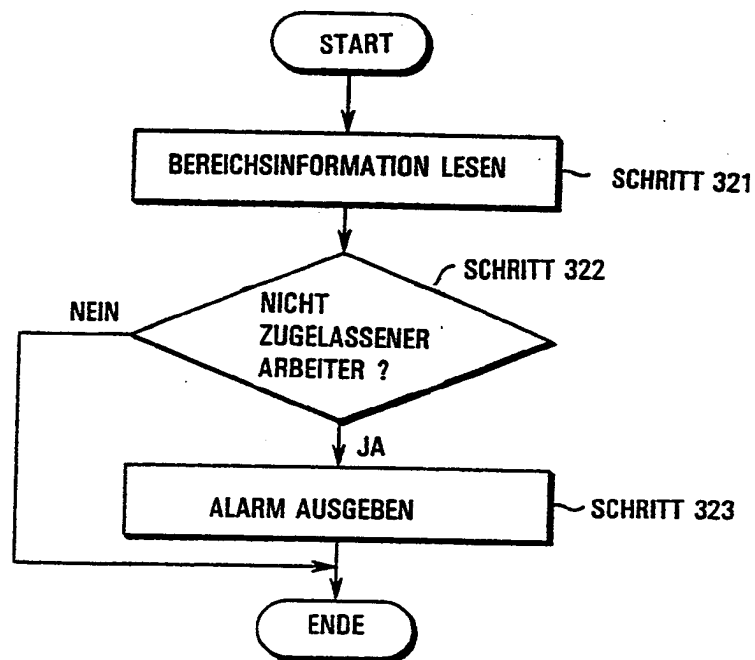 START
BEREICHSINFORMATION LESEN
SCHRITT 321
SCHRITT 322
NEIN
NICHT
ZUGELASSENER
ARBEITER ?
JA
ALARM AUSGEBEN
SCHRITT 323
ENDE